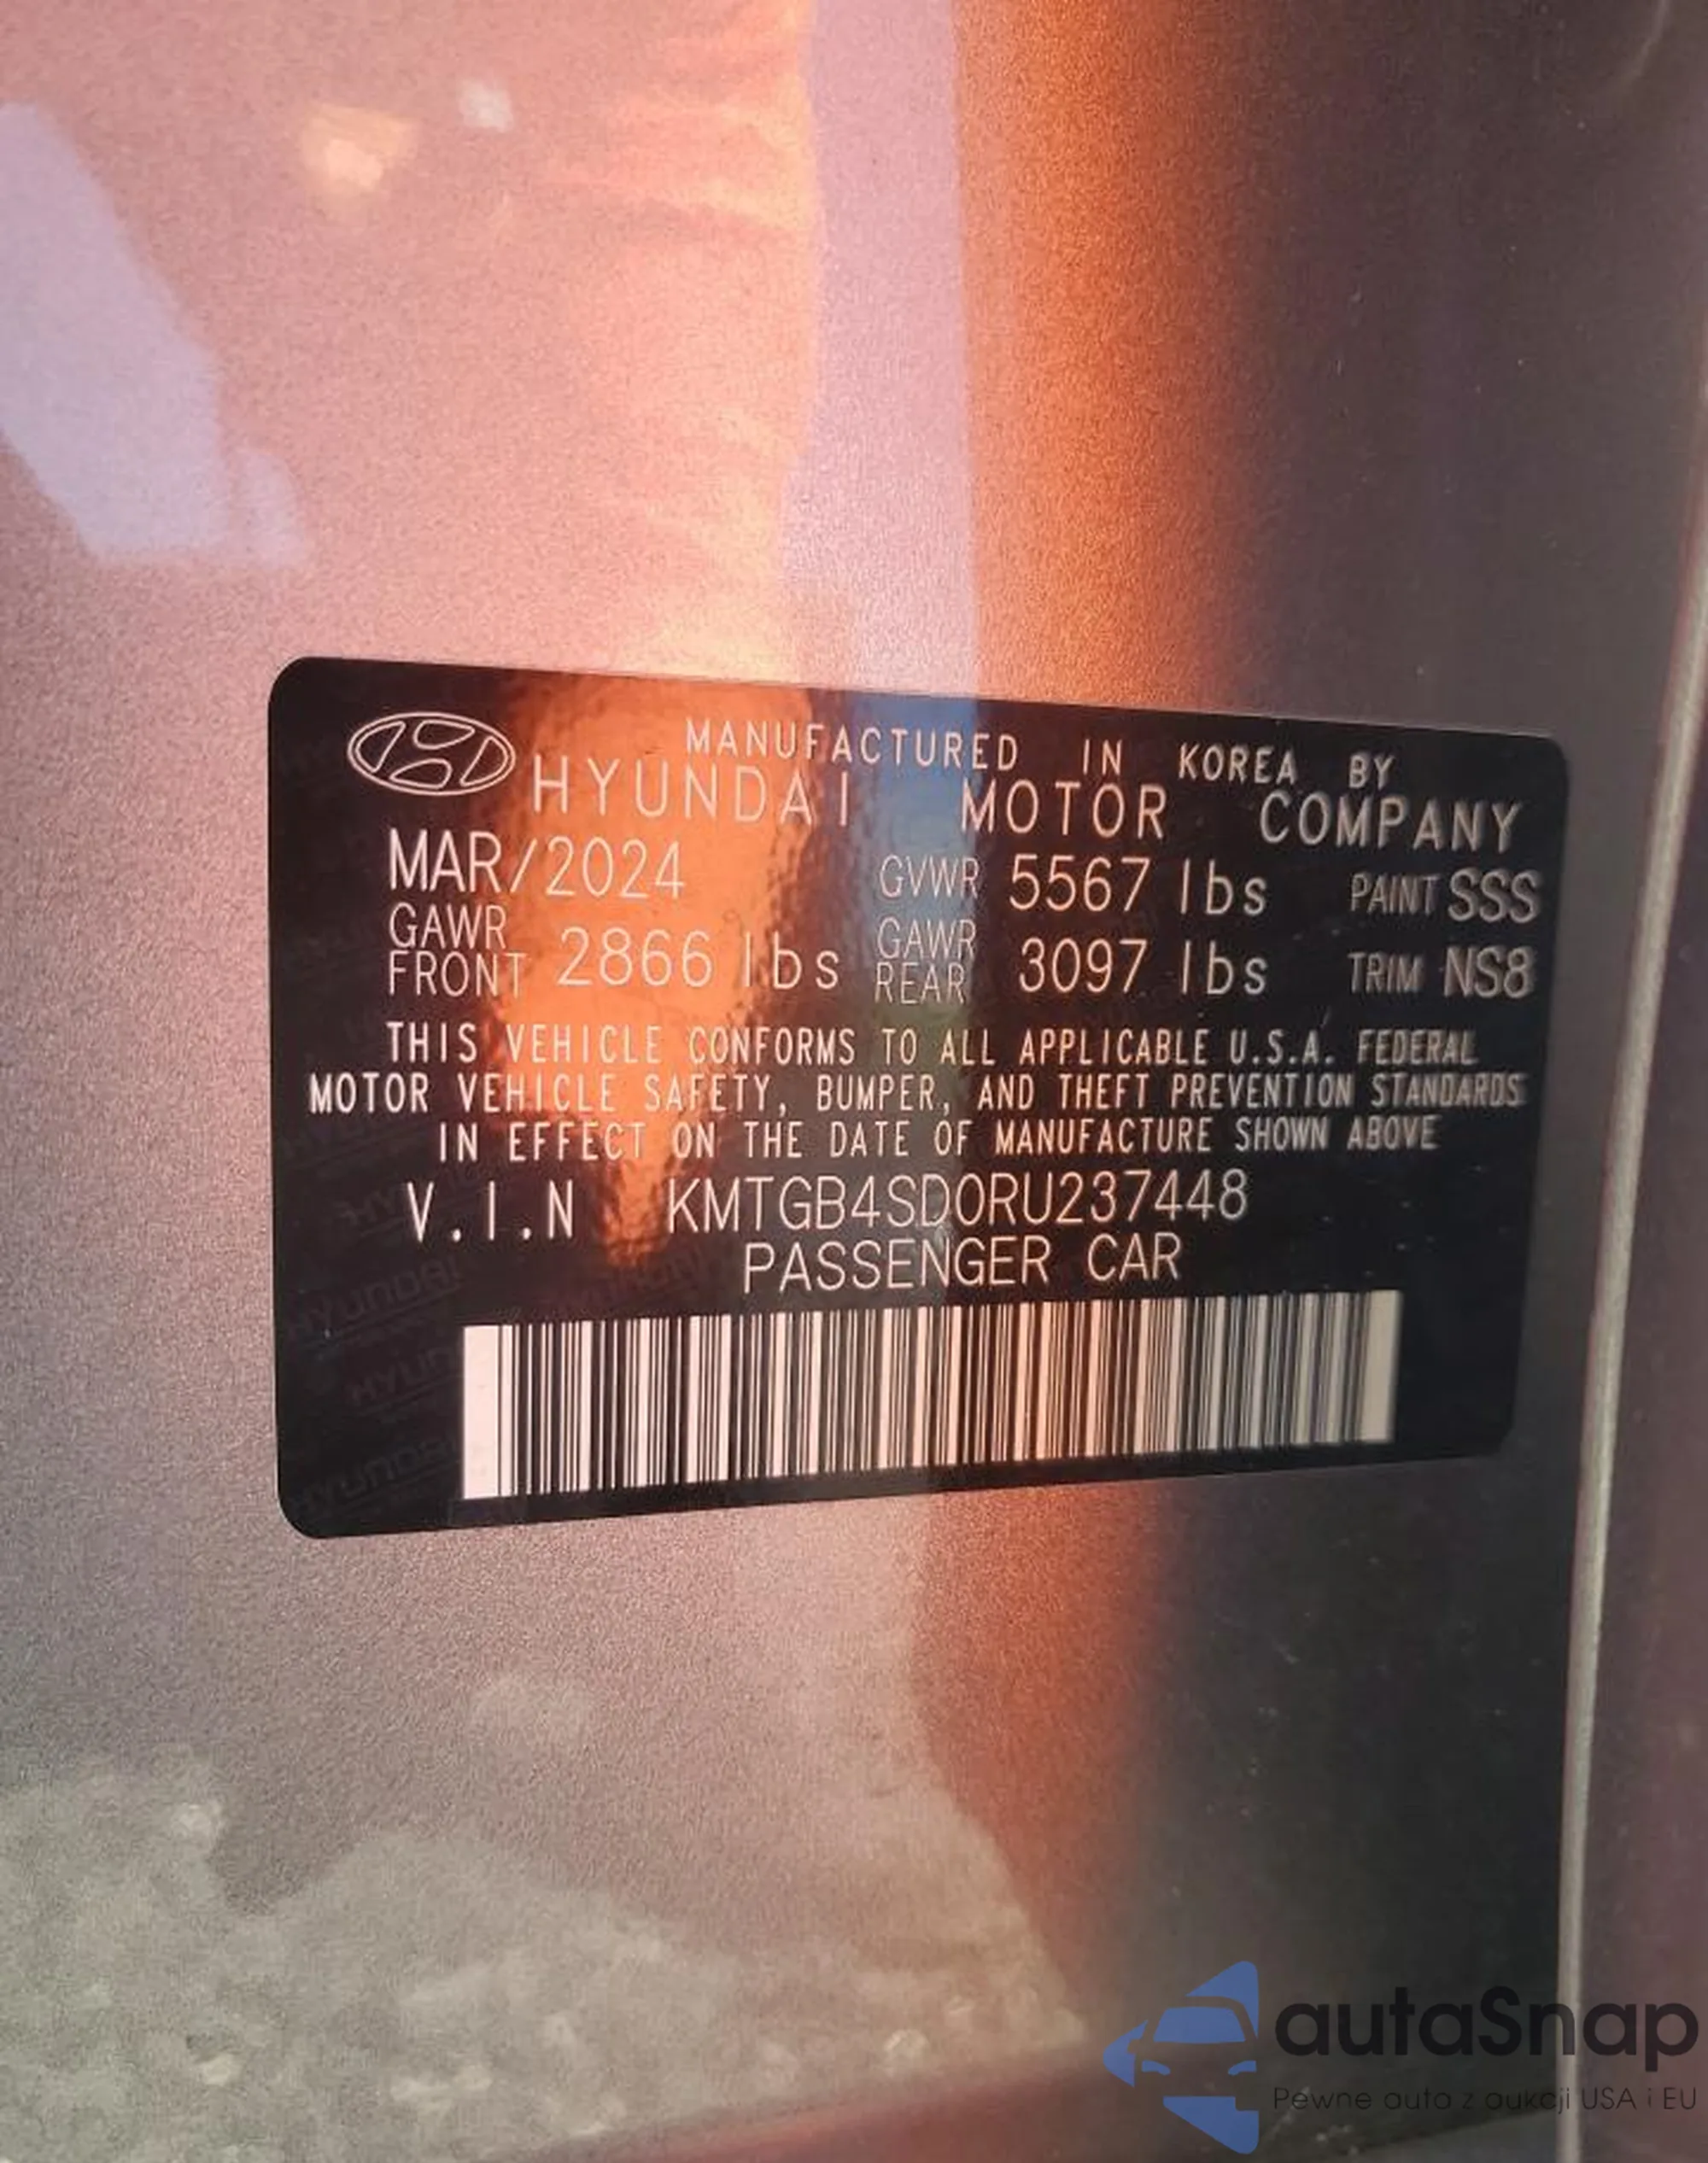 MANUFACTURED IN KOREA BY
HYUNDAI MOTOR COMPANY
MAR/2024 GVWR 5567 lbs PAINT SSS
GAWR FRONT 2866 lbs GAWR REAR 3097 lbs TRIM NS8
THIS VEHICLE CONFORMS TO ALL APPLICABLE U.S.A. FEDERAL
MOTOR VEHICLE SAFETY, BUMPER, AND THEFT PREVENTION STANDARDS
IN EFFECT ON THE DATE OF MANUFACTURE SHOWN ABOVE
V.I.N KMTGB4SD0RU237448
PASSENGER CAR
autaSnap
Pewne auta z aukcji USA i EU